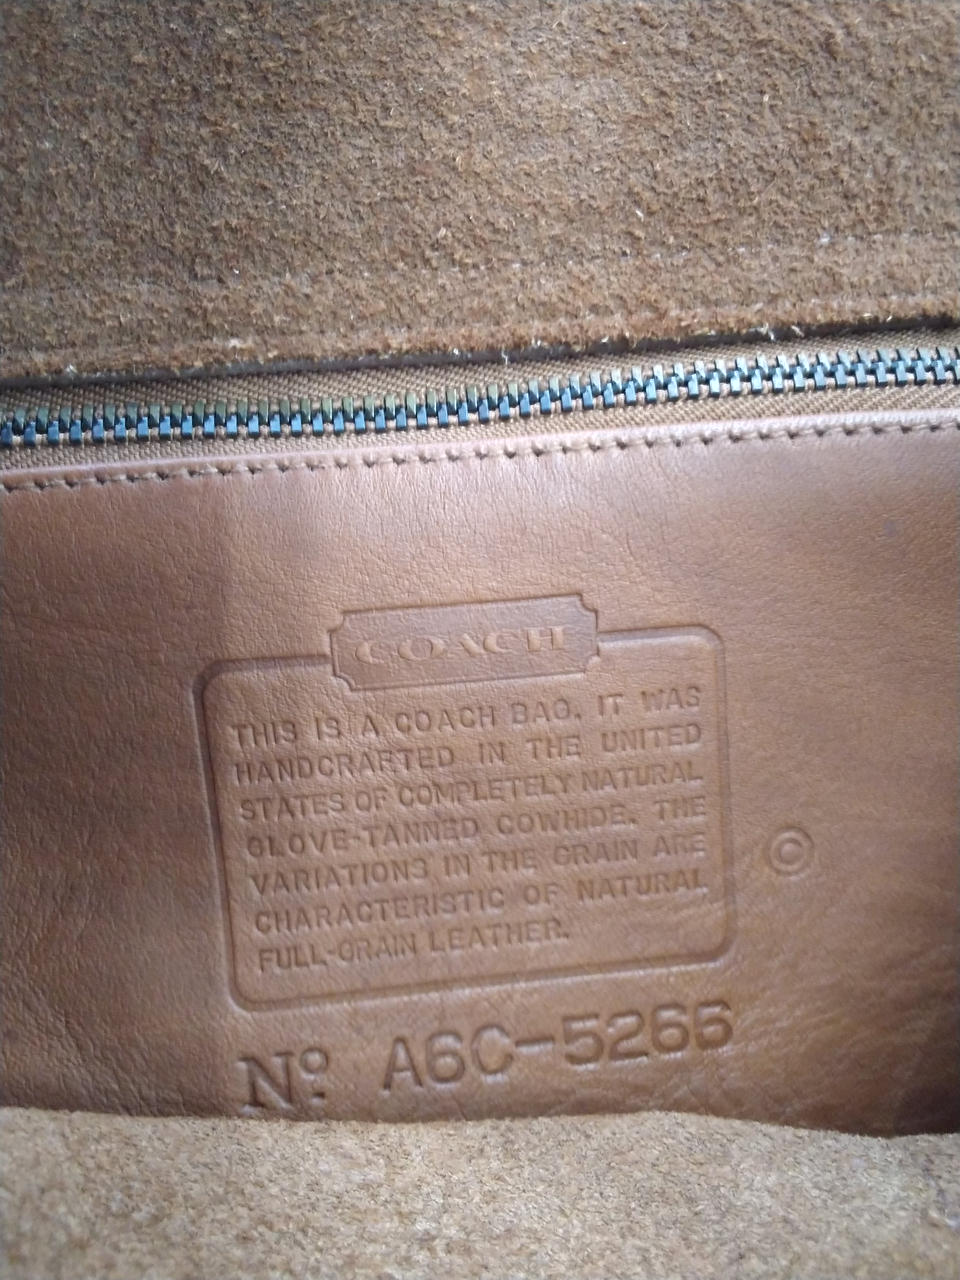 COACH
THIS IS A COACH BAG. IT WAS
HANDCRAFTED IN THE UNITED
STATES OF COMPLETELY NATURAL
GLOVE-TANNED COWHIDE. THE
VARIATIONS IN THE GRAIN ARE
CHARACTERISTIC OF NATURAL
FULL-GRAIN LEATHER.
©
Nº A6C-5266